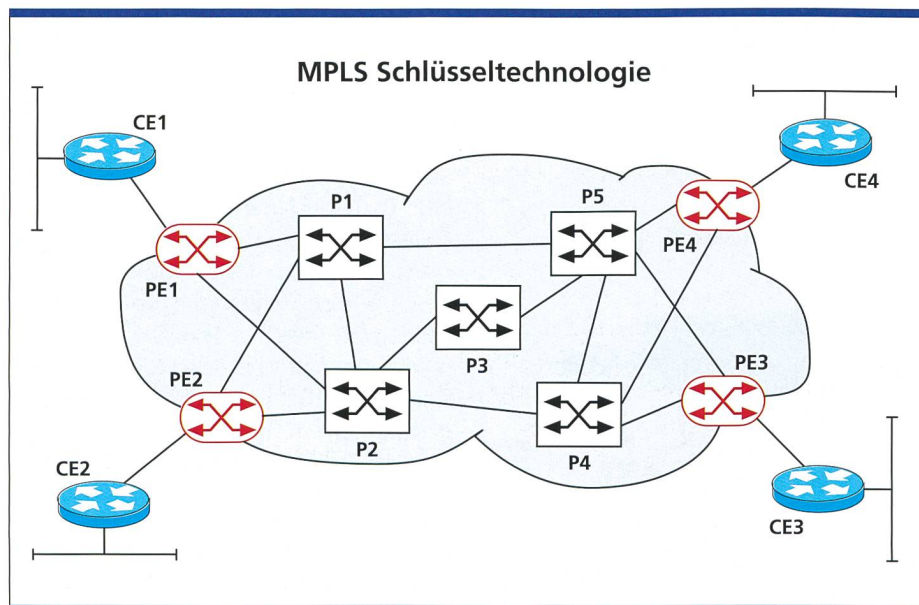 MPLS Schlüsseltechnologie
CE1
CE4
P1
P5
PE4
PE1
P3
PE2
PE3
P2
P4
CE2
CE3